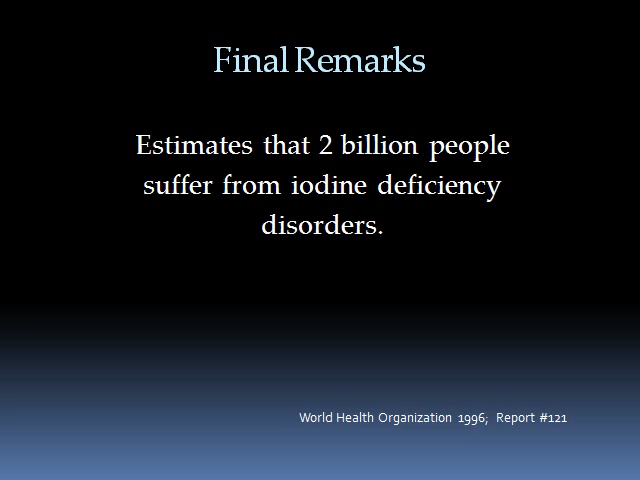 Final Remarks
Estimates that 2 billion people
suffer from iodine deficiency
disorders.
World Health Organization 1996; Report #121